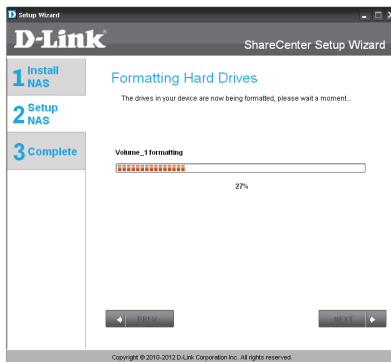 Setup Wizard
D-Link
ShareCenter Setup Wizard
1 Install
NAS
2 Setup
NAS
3 Complete
Formatting Hard Drives
The drives in your device are now being formatted, please wait a moment...
Volume_1 formatting
27%
PREV
NEXT
Copyright © 2010-2012 D-Link Corporation Inc. All rights reserved.